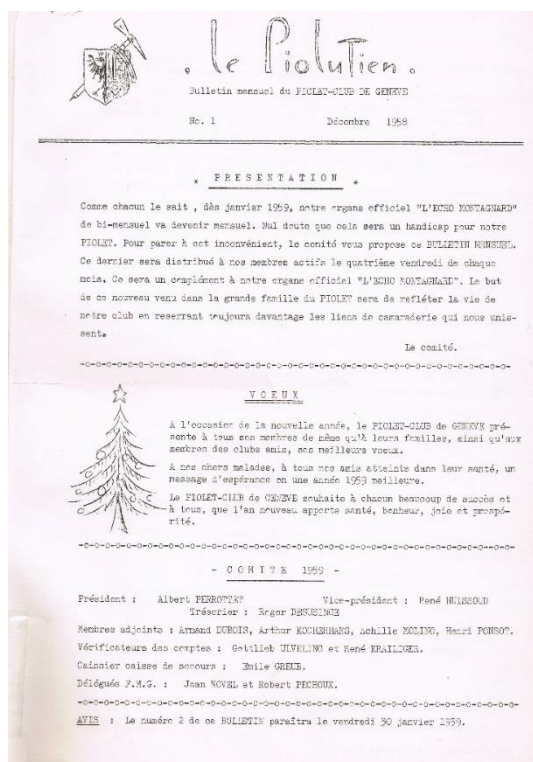 . le Piolutien .
Bulletin mensuel du PIOLET-CLUB DE GENEVE
No. 1 Décembre 1958
* PRESENTATION *
Comme chacun le sait , dès janvier 1959, notre organe officiel "L'ECHO MONTAGNARD"
de bi-mensuel va devenir mensuel. Nul doute que cela sera un handicap pour notre
PIOLET. Pour parer à cet inconvénient, le comité vous propose ce BULLETIN MENSUEL.
Ce dernier sera distribué à nos membres actifs le quatrième vendredi de chaque
mois. Ce sera un complément à notre organe officiel "L'ECHO MONTAGNARD". Le but
de ce nouveau venu dans la grande famille du PIOLET sera de refléter la vie de
notre club en reserrant toujours davantage les liens de camaraderie qui nous unis-
sent.
Le comité.
-o-o-o-o-o-o-o-o-o-o-o-o-o-o-o-o-o-o-o-o-o-o-o-o-o-o-o-o-o-o-o-o-o-o-o-o-
VOEUX
A l'occasion de la nouvelle année, le PIOLET-CLUB de GENEVE pré-
sente à tous ses membres de même qu'à leurs familles, ainsi qu'aux
membres des clubs amis, ses meilleurs voeux.
A nos chers malades, à tous nos amis atteints dans leur santé, un
message d'espérance en une année 1959 meilleure.
Le PIOLET-CLUB de GENEVE souhaite à chacun beaucoup de succès et
à tous, que l'an nouveau apporte santé, bonheur, joie et prospé-
rité.
-o-o-o-o-o-o-o-o-o-o-o-o-o-o-o-o-o-o-o-o-o-o-o-o-o-o-o-o-o-o-o-o-o-o-o-o-
- COMITE 1959 -
Président : Albert PERROTTET Vice-président : René NUISSOUD
Trésorier : Roger DESUSINGE
Membres adjoints : Armand DUBOIS, Arthur KOCHERHANS, Achille MOLINO, Henri PONSOT.
Vérificateurs des comptes : Gottlieb ULVELING et René KRAILIGER.
Caissier caisse de secours : Emile GREUB.
Délégués F.M.G. : Jean NOVEL et Robert PECHOUX.
-o-o-o-o-o-o-o-o-o-o-o-o-o-o-o-o-o-o-o-o-o-o-o-o-o-o-o-o-o-o-o-o-o-o-o-o-
AVIS : Le numéro 2 de ce BULLETIN paraîtra le vendredi 30 janvier 1959.